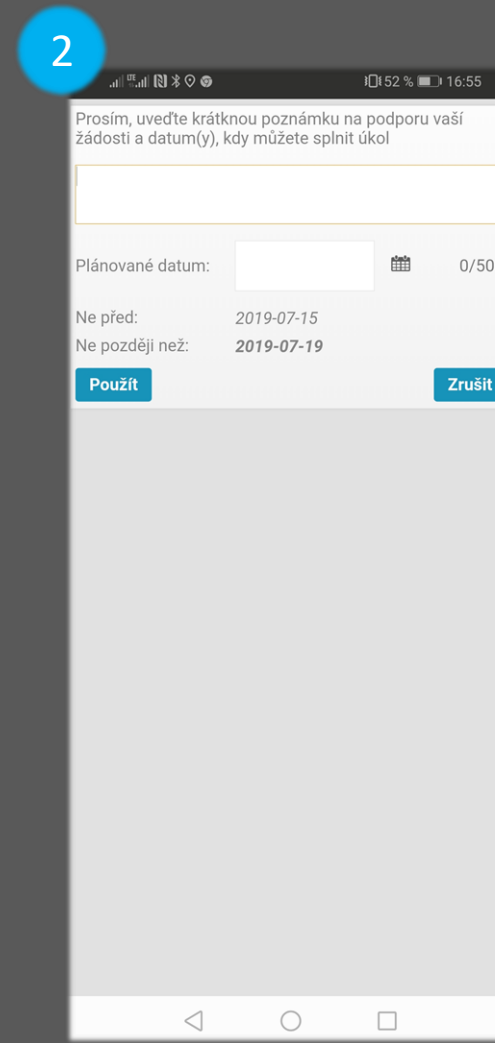 2
52 % 16:55
Prosím, uveďte krátknou poznámku na podporu vaší
žádosti a datum(y), kdy můžete splnit úkol
Plánované datum: 0/50
Ne před: 2019-07-15
Ne později než: 2019-07-19
Použít Zrušit